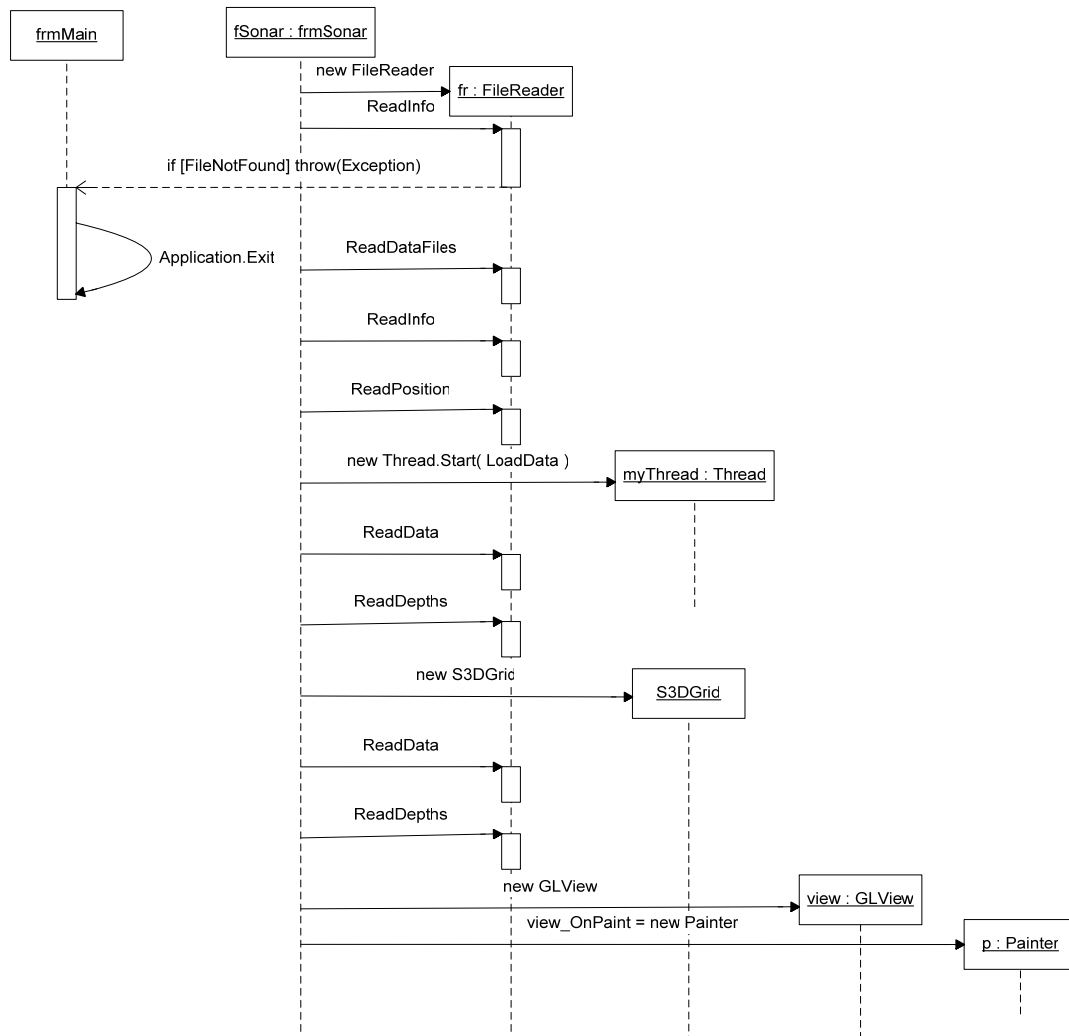 frmMain
fSonar : frmSonar
new FileReader
fr : FileReader
ReadInfo
if [FileNotFound] throw(Exception)
Application.Exit
ReadDataFiles
ReadInfo
ReadPosition
new Thread.Start( LoadData )
myThread : Thread
ReadData
ReadDepths
new S3DGrid
S3DGrid
ReadData
ReadDepths
new GLView
view : GLView
view_OnPaint = new Painter
p : Painter